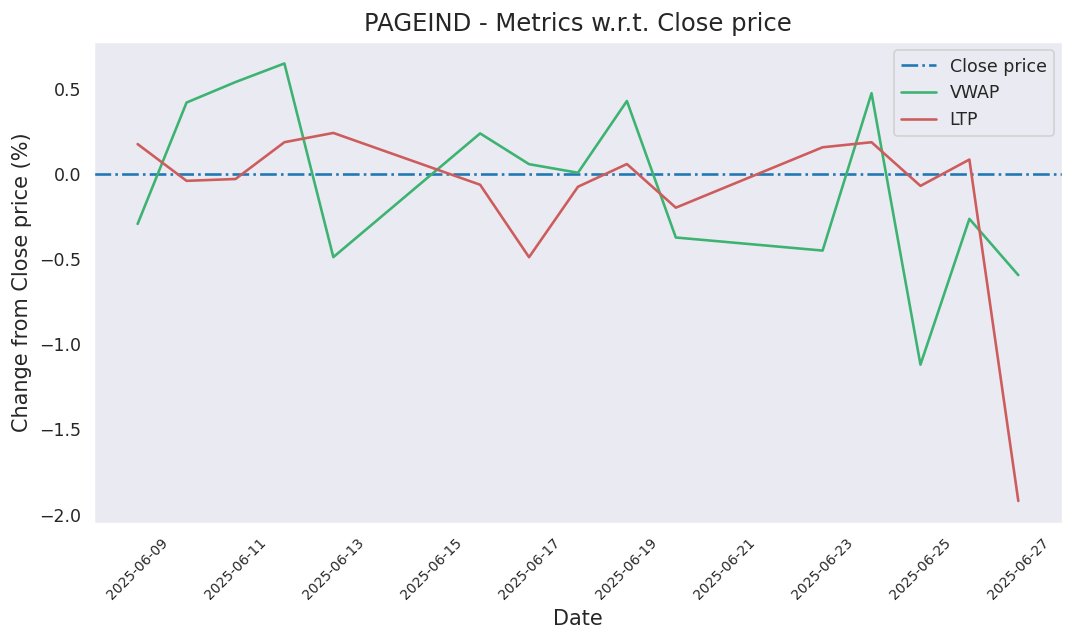 PAGEIND - Metrics w.r.t. Close price
Close price
VWAP
LTP
Change from Close price (%)
0.5
0.0
−0.5
−1.0
−1.5
−2.0
2025-06-09
2025-06-11
2025-06-13
2025-06-15
2025-06-17
2025-06-19
2025-06-21
2025-06-23
2025-06-25
2025-06-27
Date